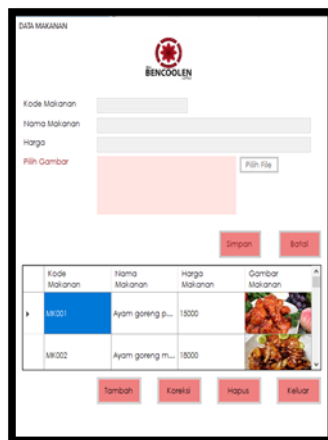 DATA MAKANAN
The
BENCOOLEN
Kode Makanan
Nama Makanan
Harga
Pilih Gambar
Pilih File
Simpan Batal
Kode Makanan Nama Makanan Harga Makanan Gambar Makanan
MK001 Ayam goreng p... 15000
MK002 Ayam goreng m... 18000
Tambah Koreksi Hapus Keluar